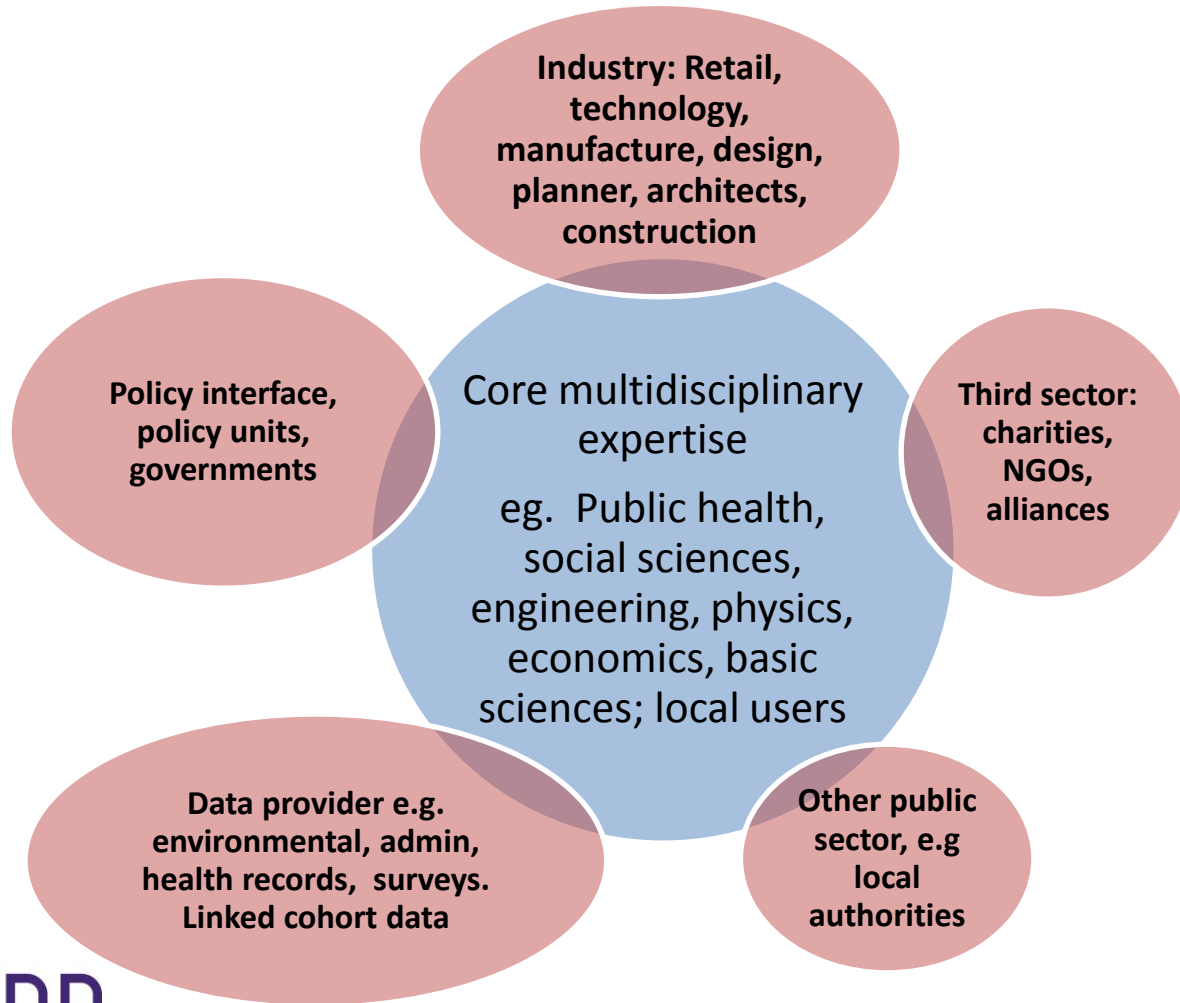 Industry: Retail,
technology,
manufacture, design,
planner, architects,
construction
Policy interface,
policy units,
governments
Core multidisciplinary
expertise
eg.  Public health,
social sciences,
engineering, physics,
economics, basic
sciences; local users
Third sector:
charities,
NGOs,
alliances
Data provider e.g.
environmental, admin,
health records,  surveys.
Linked cohort data
Other public
sector, e.g
local
authorities